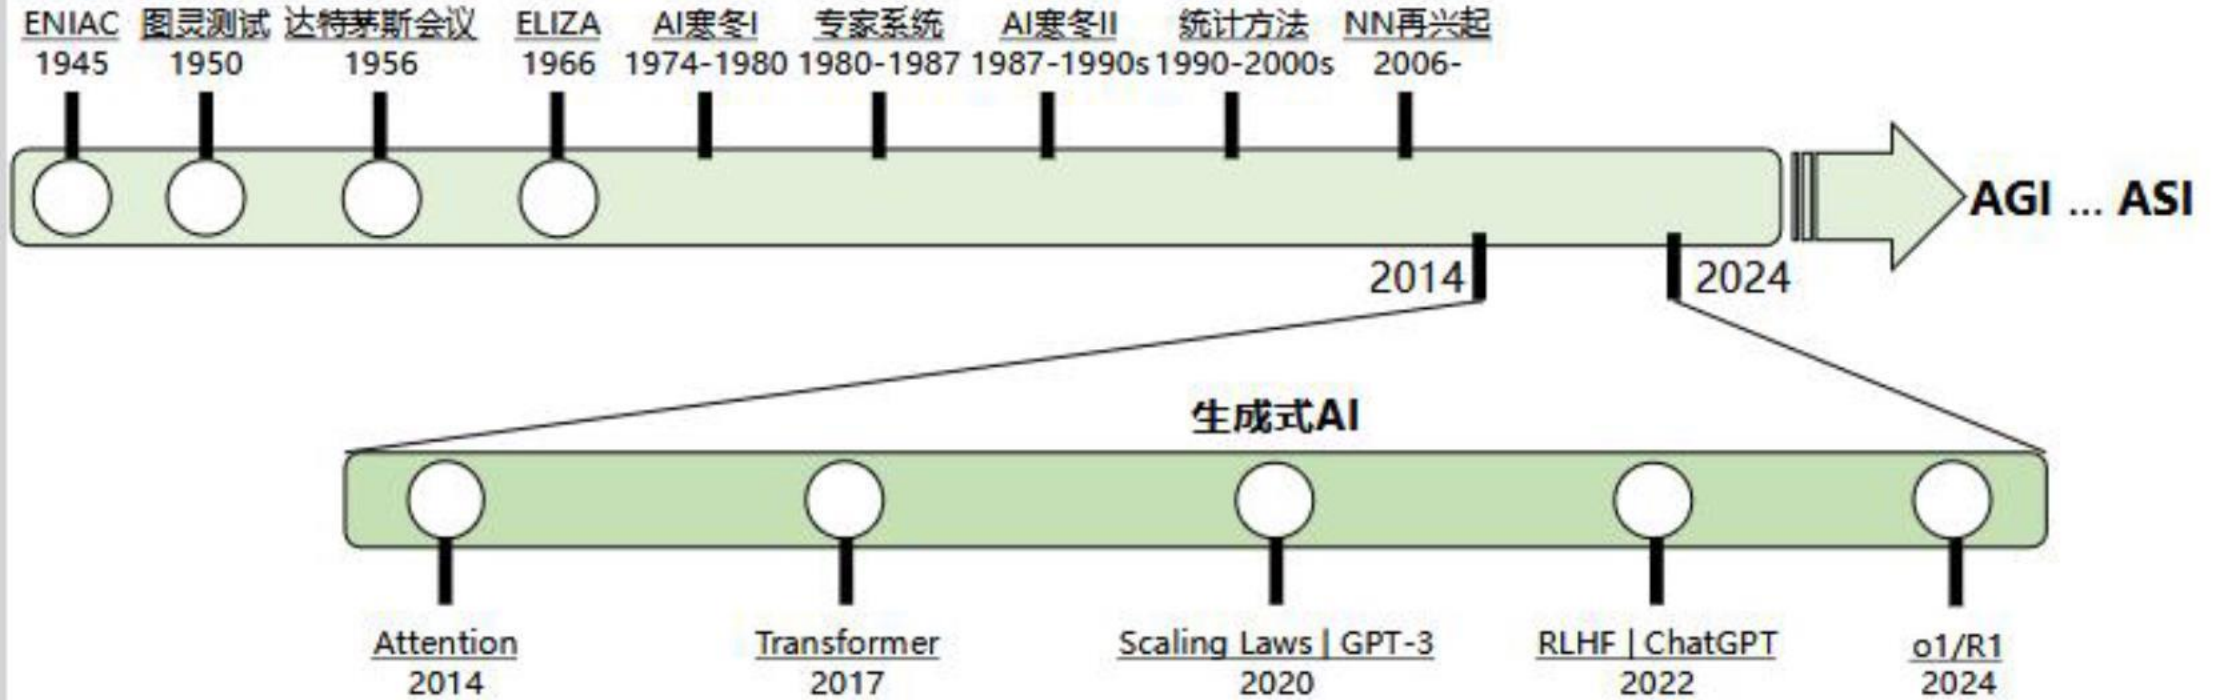 ENIAC 图灵测试 达特茅斯会议 ELIZA AI寒冬I 专家系统 AI寒冬II 统计方法 NN再兴起
1945 1950 1956 1966 1974-1980 1980-1987 1987-1990s 1990-2000s 2006-
AGI ... ASI
2014 2024
生成式AI
Attention Transformer Scaling Laws | GPT-3 RLHF | ChatGPT o1/R1
2014 2017 2020 2022 2024